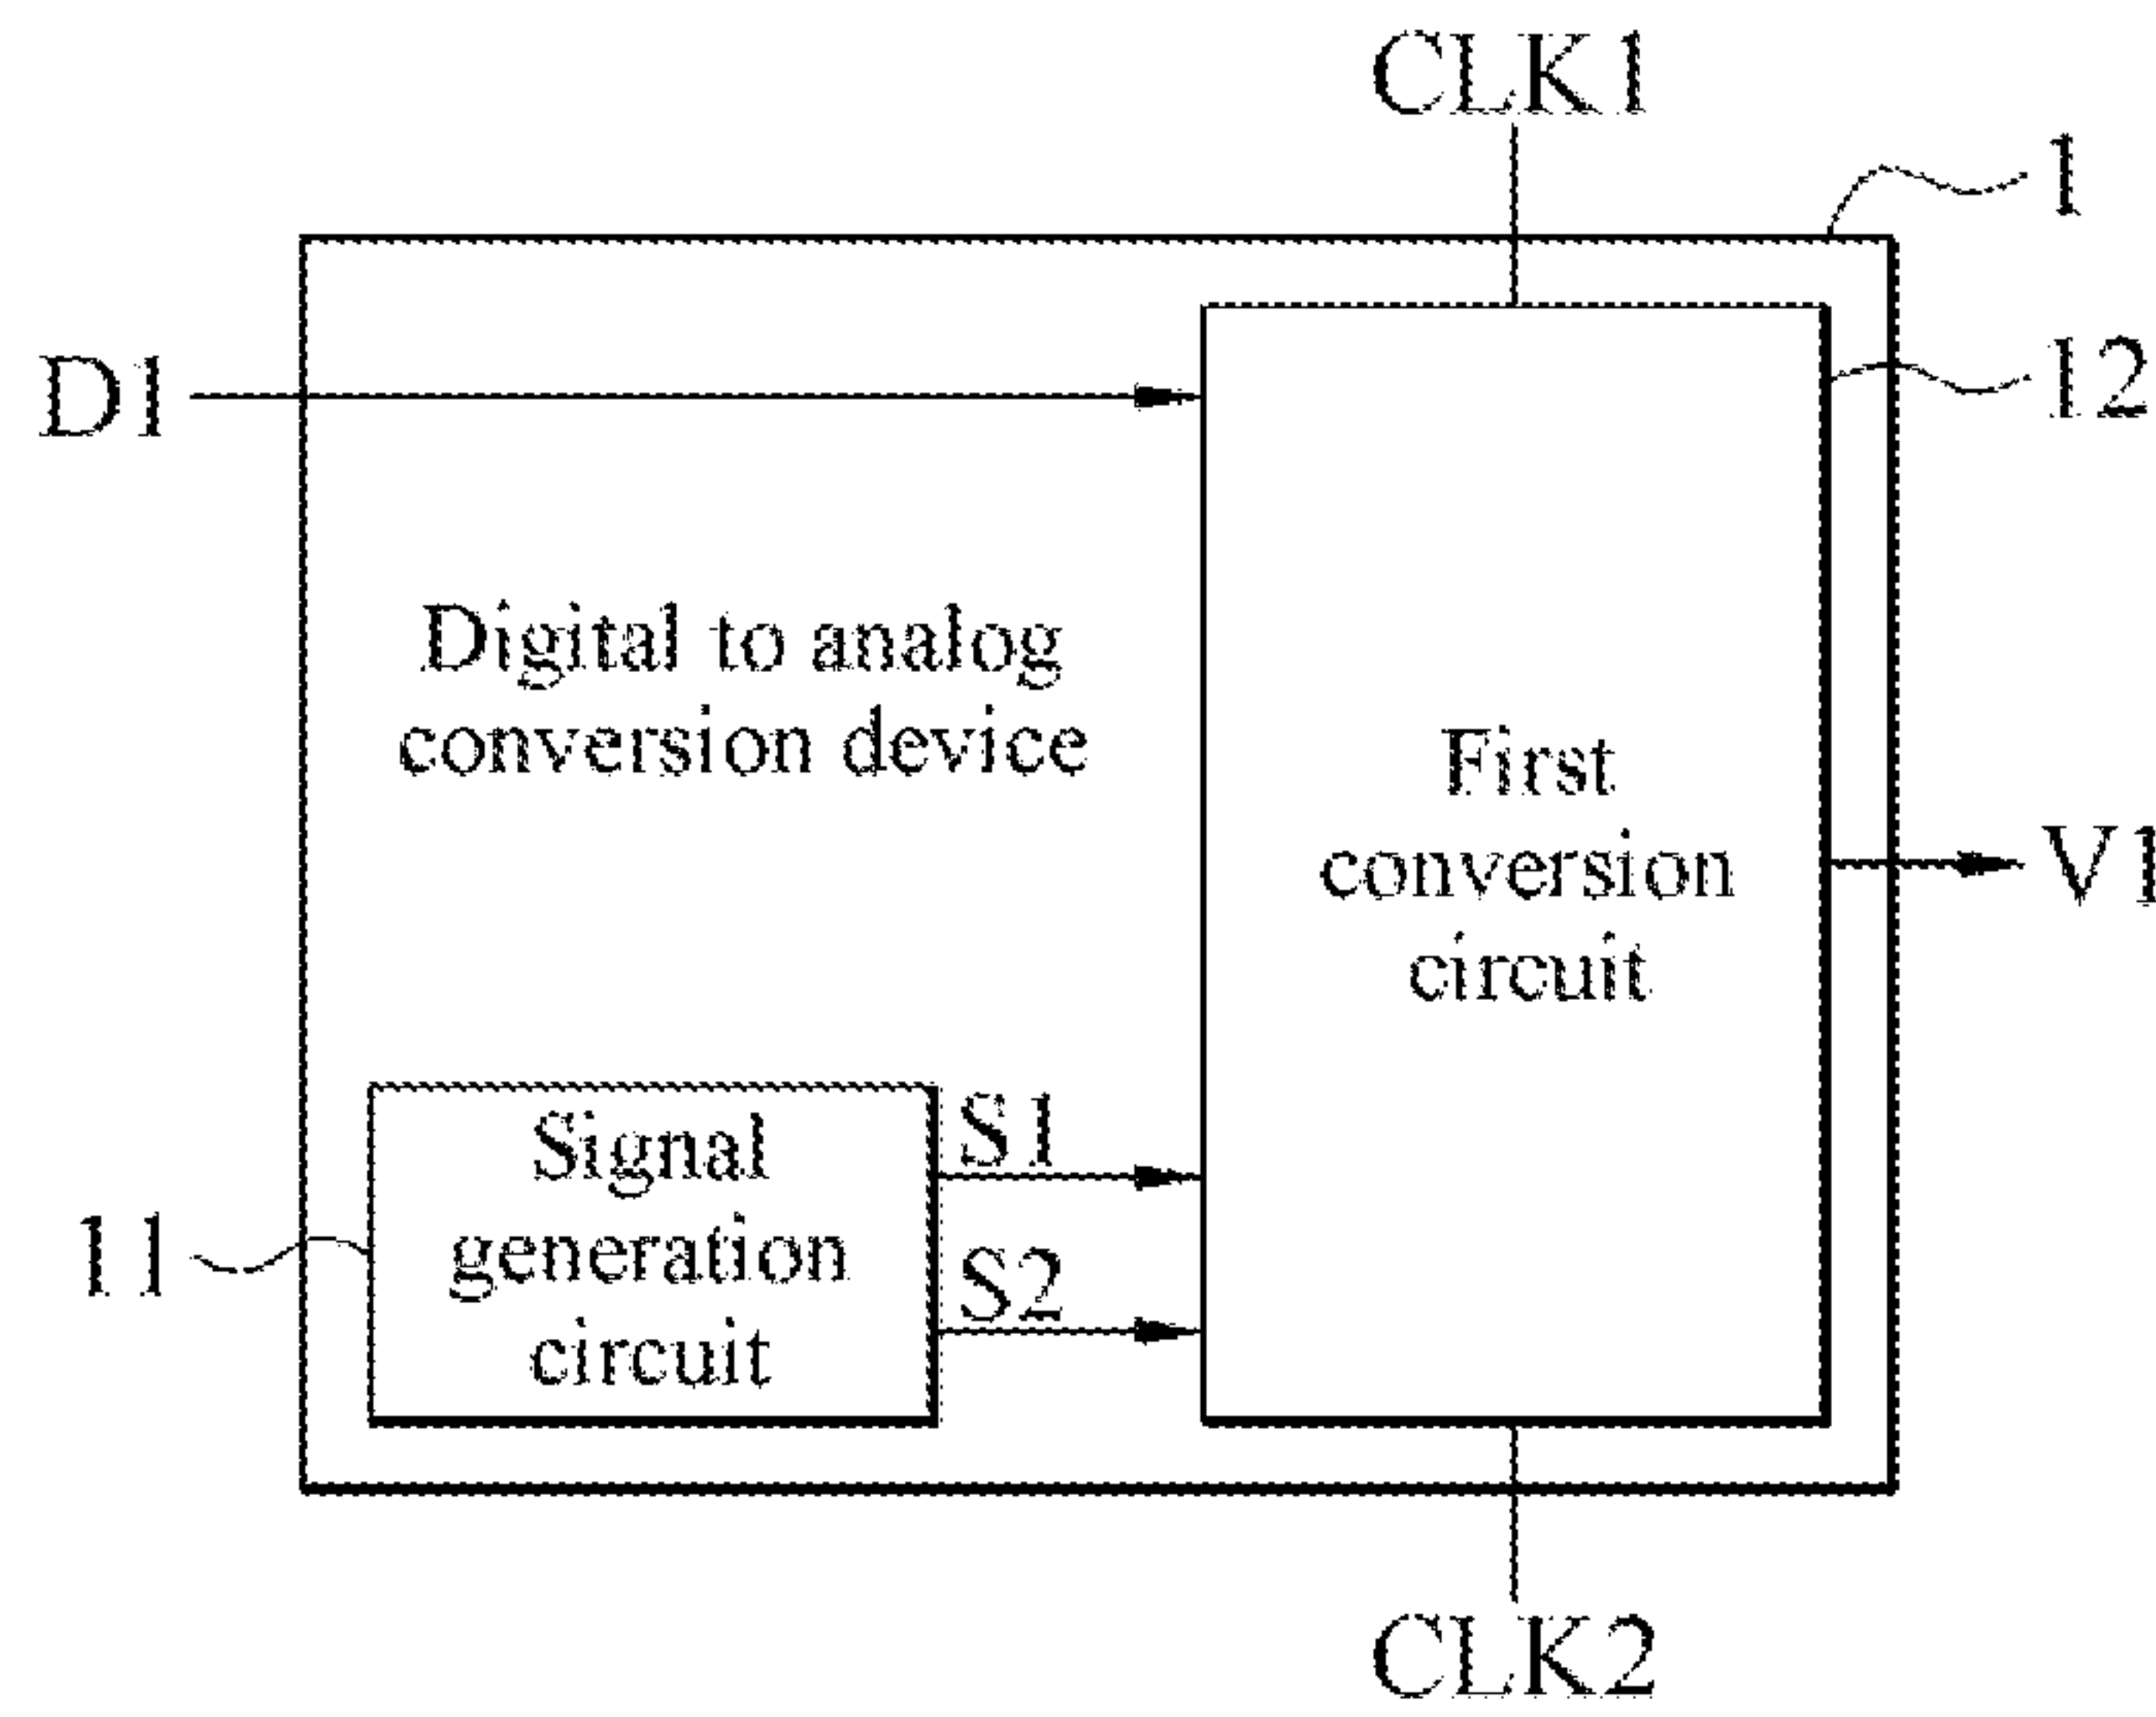 CLK1
1
D1
12
Digital to analog
conversion device
First
conversion
circuit
V1
Signal
generation
circuit
S1
S2
11
CLK2